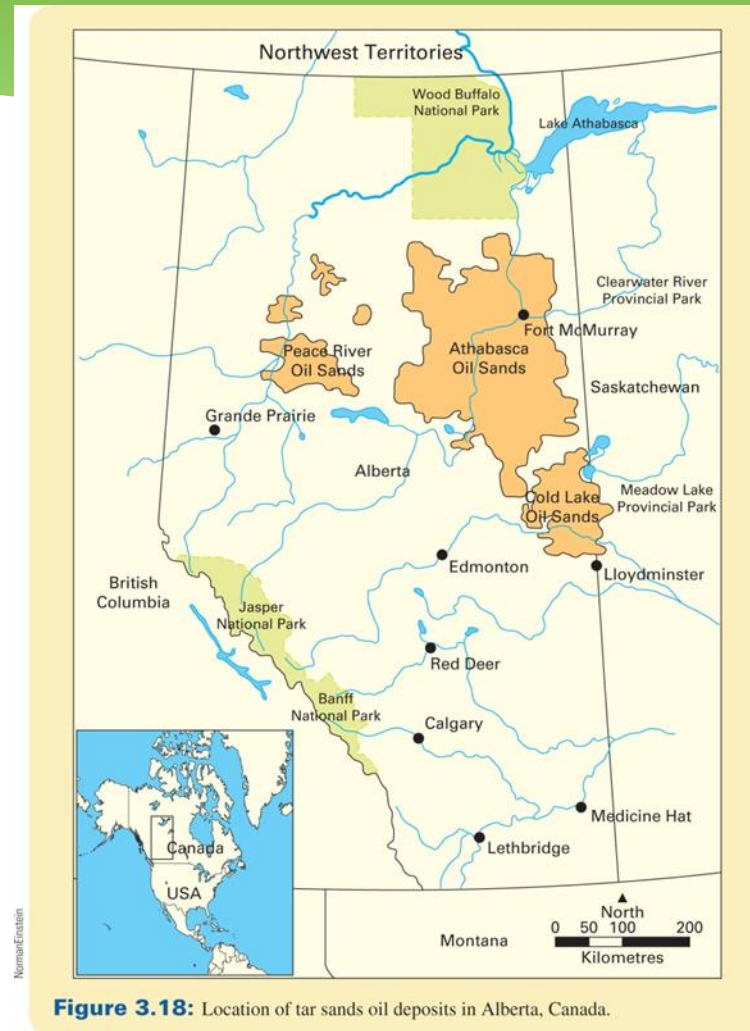 Northwest Territories
Wood Buffalo
National Park
Lake Athabasca
Clearwater River
Provincial Park
Fort McMurray
Peace River
Oil Sands
Athabasca
Oil Sands
Saskatchewan
Grande Prairie
Alberta
Cold Lake
Oil Sands
Meadow Lake
Provincial Park
Edmonton
Lloydminster
British
Columbia
Jasper
National Park
Red Deer
Banff
National Park
Calgary
Medicine Hat
Lethbridge
Canada
USA
Montana
North
0 50 100 200
Kilometres
NormanEinstein
Figure 3.18: Location of tar sands oil deposits in Alberta, Canada.